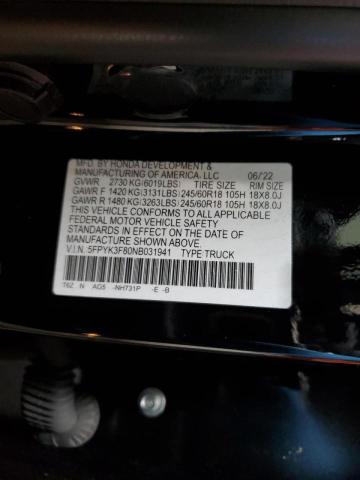 MFD. BY HONDA DEVELOPMENT &
MANUFACTURING OF AMERICA, LLC 06/22
GVWR 2730 KG(6019LBS) TIRE SIZE RIM SIZE
GAWR F 1420 KG(3131LBS) 245/60R18 105H 18X8.0J
GAWR R 1480 KG(3263LBS) 245/60R18 105H 18X8.0J
THIS VEHICLE CONFORMS TO ALL APPLICABLE
FEDERAL MOTOR VEHICLE SAFETY
STANDARDS IN EFFECT ON THE DATE OF
MANUFACTURE SHOWN ABOVE.
V.I.N. 5FPYK3F80NB031941 TYPE TRUCK
T6Z N AG5 -NH731P -E -B